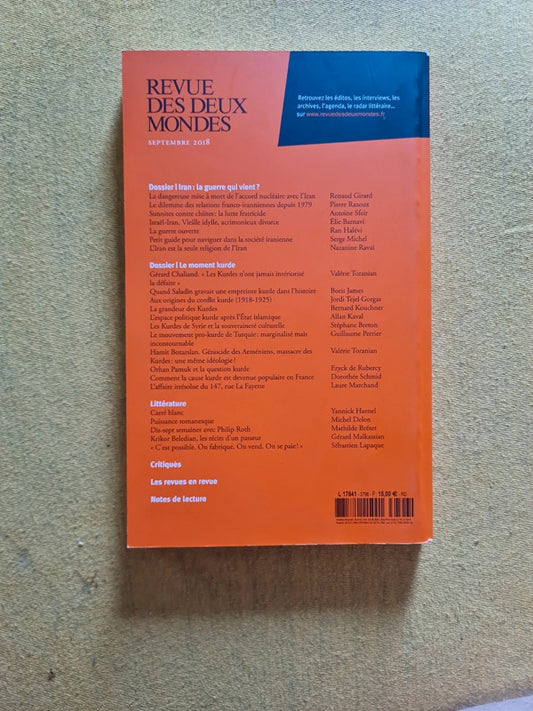 REVUE
DES DEUX
MONDES
SEPTEMBRE 2018
Retrouvez les éditos, les interviews, les
archives, l'agenda, le radar littéraire...
sur www.revuedesdeuxmondes.fr
Dossier | Iran : la guerre qui vient ?
La dangereuse mise à mort de l'accord nucléaire avec l'Iran Renaud Girard
Le dilemme des relations franco-iraniennes depuis 1979 Pierre Razoux
Sunnites contre chiites : la lutte fratricide Antoine Sfeir
Israël-Iran. Vieille idylle, acrimonieux divorce Élie Barnavi
La guerre ouverte Ran Halévi
Petit guide pour naviguer dans la société iranienne Serge Michel
L'Iran est la seule religion de l'Iran Nazanine Ravaï
Dossier | Le moment kurde
Gérard Chaliand. « Les Kurdes n'ont jamais intériorisé Valérie Toranian
la défaite »
Quand Saladin gravait une empreinte kurde dans l'histoire Boris James
Aux origines du conflit kurde (1918-1925) Jordi Tejel Gorgas
La grandeur des Kurdes Bernard Kouchner
L'espace politique kurde après l'État islamique Allan Kaval
Les Kurdes de Syrie et la souveraineté culturelle Stéphane Breton
Le mouvement pro-kurde de Turquie : marginalisé mais Guillaume Perrier
incontournable
Hamit Bozarslan. Génocide des Arméniens, massacre des Valérie Toranian
Kurdes : une même idéologie ?
Orhan Pamuk et la question kurde Eryck de Rubercy
Comment la cause kurde est devenue populaire en France Dorothée Schmid
L'affaire irrésolue du 147, rue La Fayette Laure Marchand
Littérature
Carré blanc Yannick Haenel
Puissance romanesque Michel Delon
Dix-sept semaines avec Philip Roth Mathilde Brézet
Krikor Beledian, les récits d'un passeur Gérard Malkassian
« C'est possible. On fabrique. On vend. On se paie ! » Sébastien Lapaque
Critiques
Les revues en revue
Notes de lecture
L 17841 - 3796 - F: 15,00 € - RD